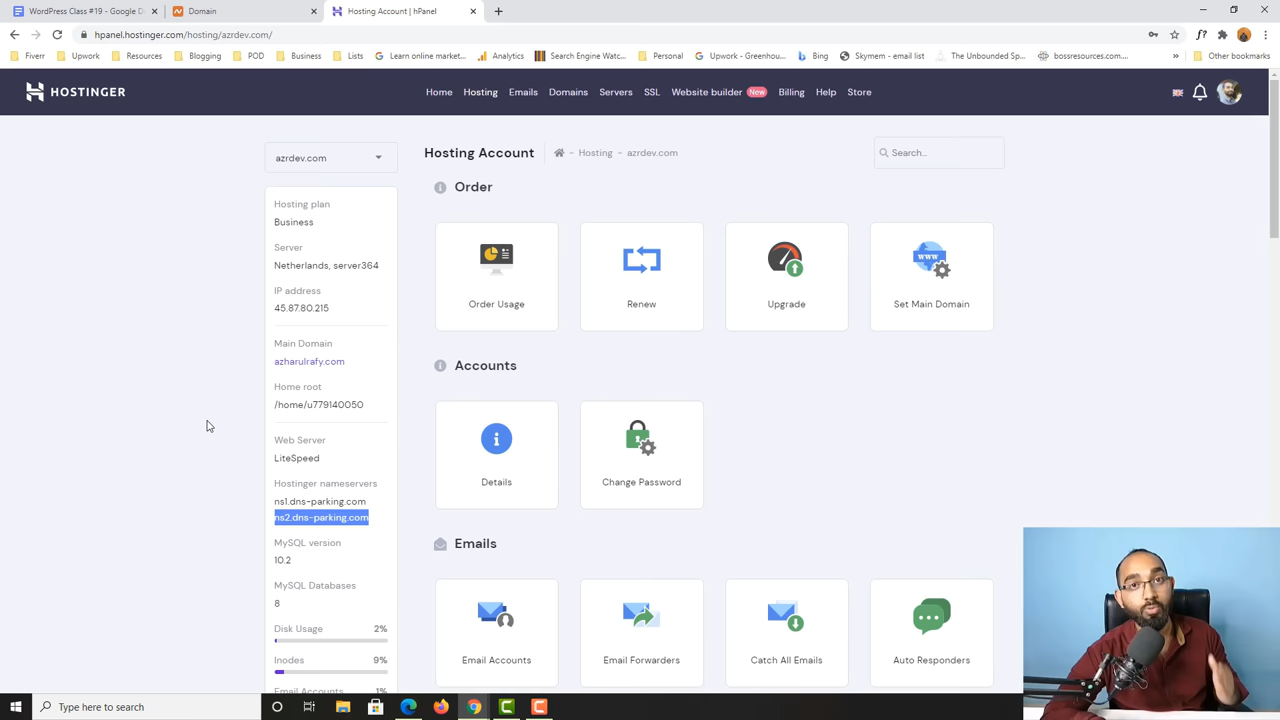 WordPress Class #19 - Google D
Domain
Hosting Account | hPanel
hpanel.hostinger.com/hosting/azrdev.com/
Fiverr
Upwork
Resources
Blogging
POD
Business
Lists
Learn online market...
Analytics
Search Engine Watc...
Personal
Upwork - Greenhou...
Bing
Skymem - email list
The Unbounded Sp...
bossresources.com...
Other bookmarks
HOSTINGER
Home
Hosting
Emails
Domains
Servers
SSL
Website builder
New
Billing
Help
Store
azrdev.com
Hosting Account
- Hosting - azrdev.com
Search...
Hosting plan
Business
Server
Netherlands, server364
IP address
45.87.80.215
Main Domain
azharulrafy.com
Home root
/home/u779140050
Web Server
LiteSpeed
Hostinger nameservers
ns1.dns-parking.com
ns2.dns-parking.com
MySQL version
10.2
MySQL Databases
8
Disk Usage 2%
Inodes 9%
Email Accounts 1%
Order
Order Usage
Renew
WWW
Upgrade
Set Main Domain
Accounts
Details
Change Password
Emails
Email Accounts
Email Forwarders
Catch All Emails
Auto Responders
Type here to search